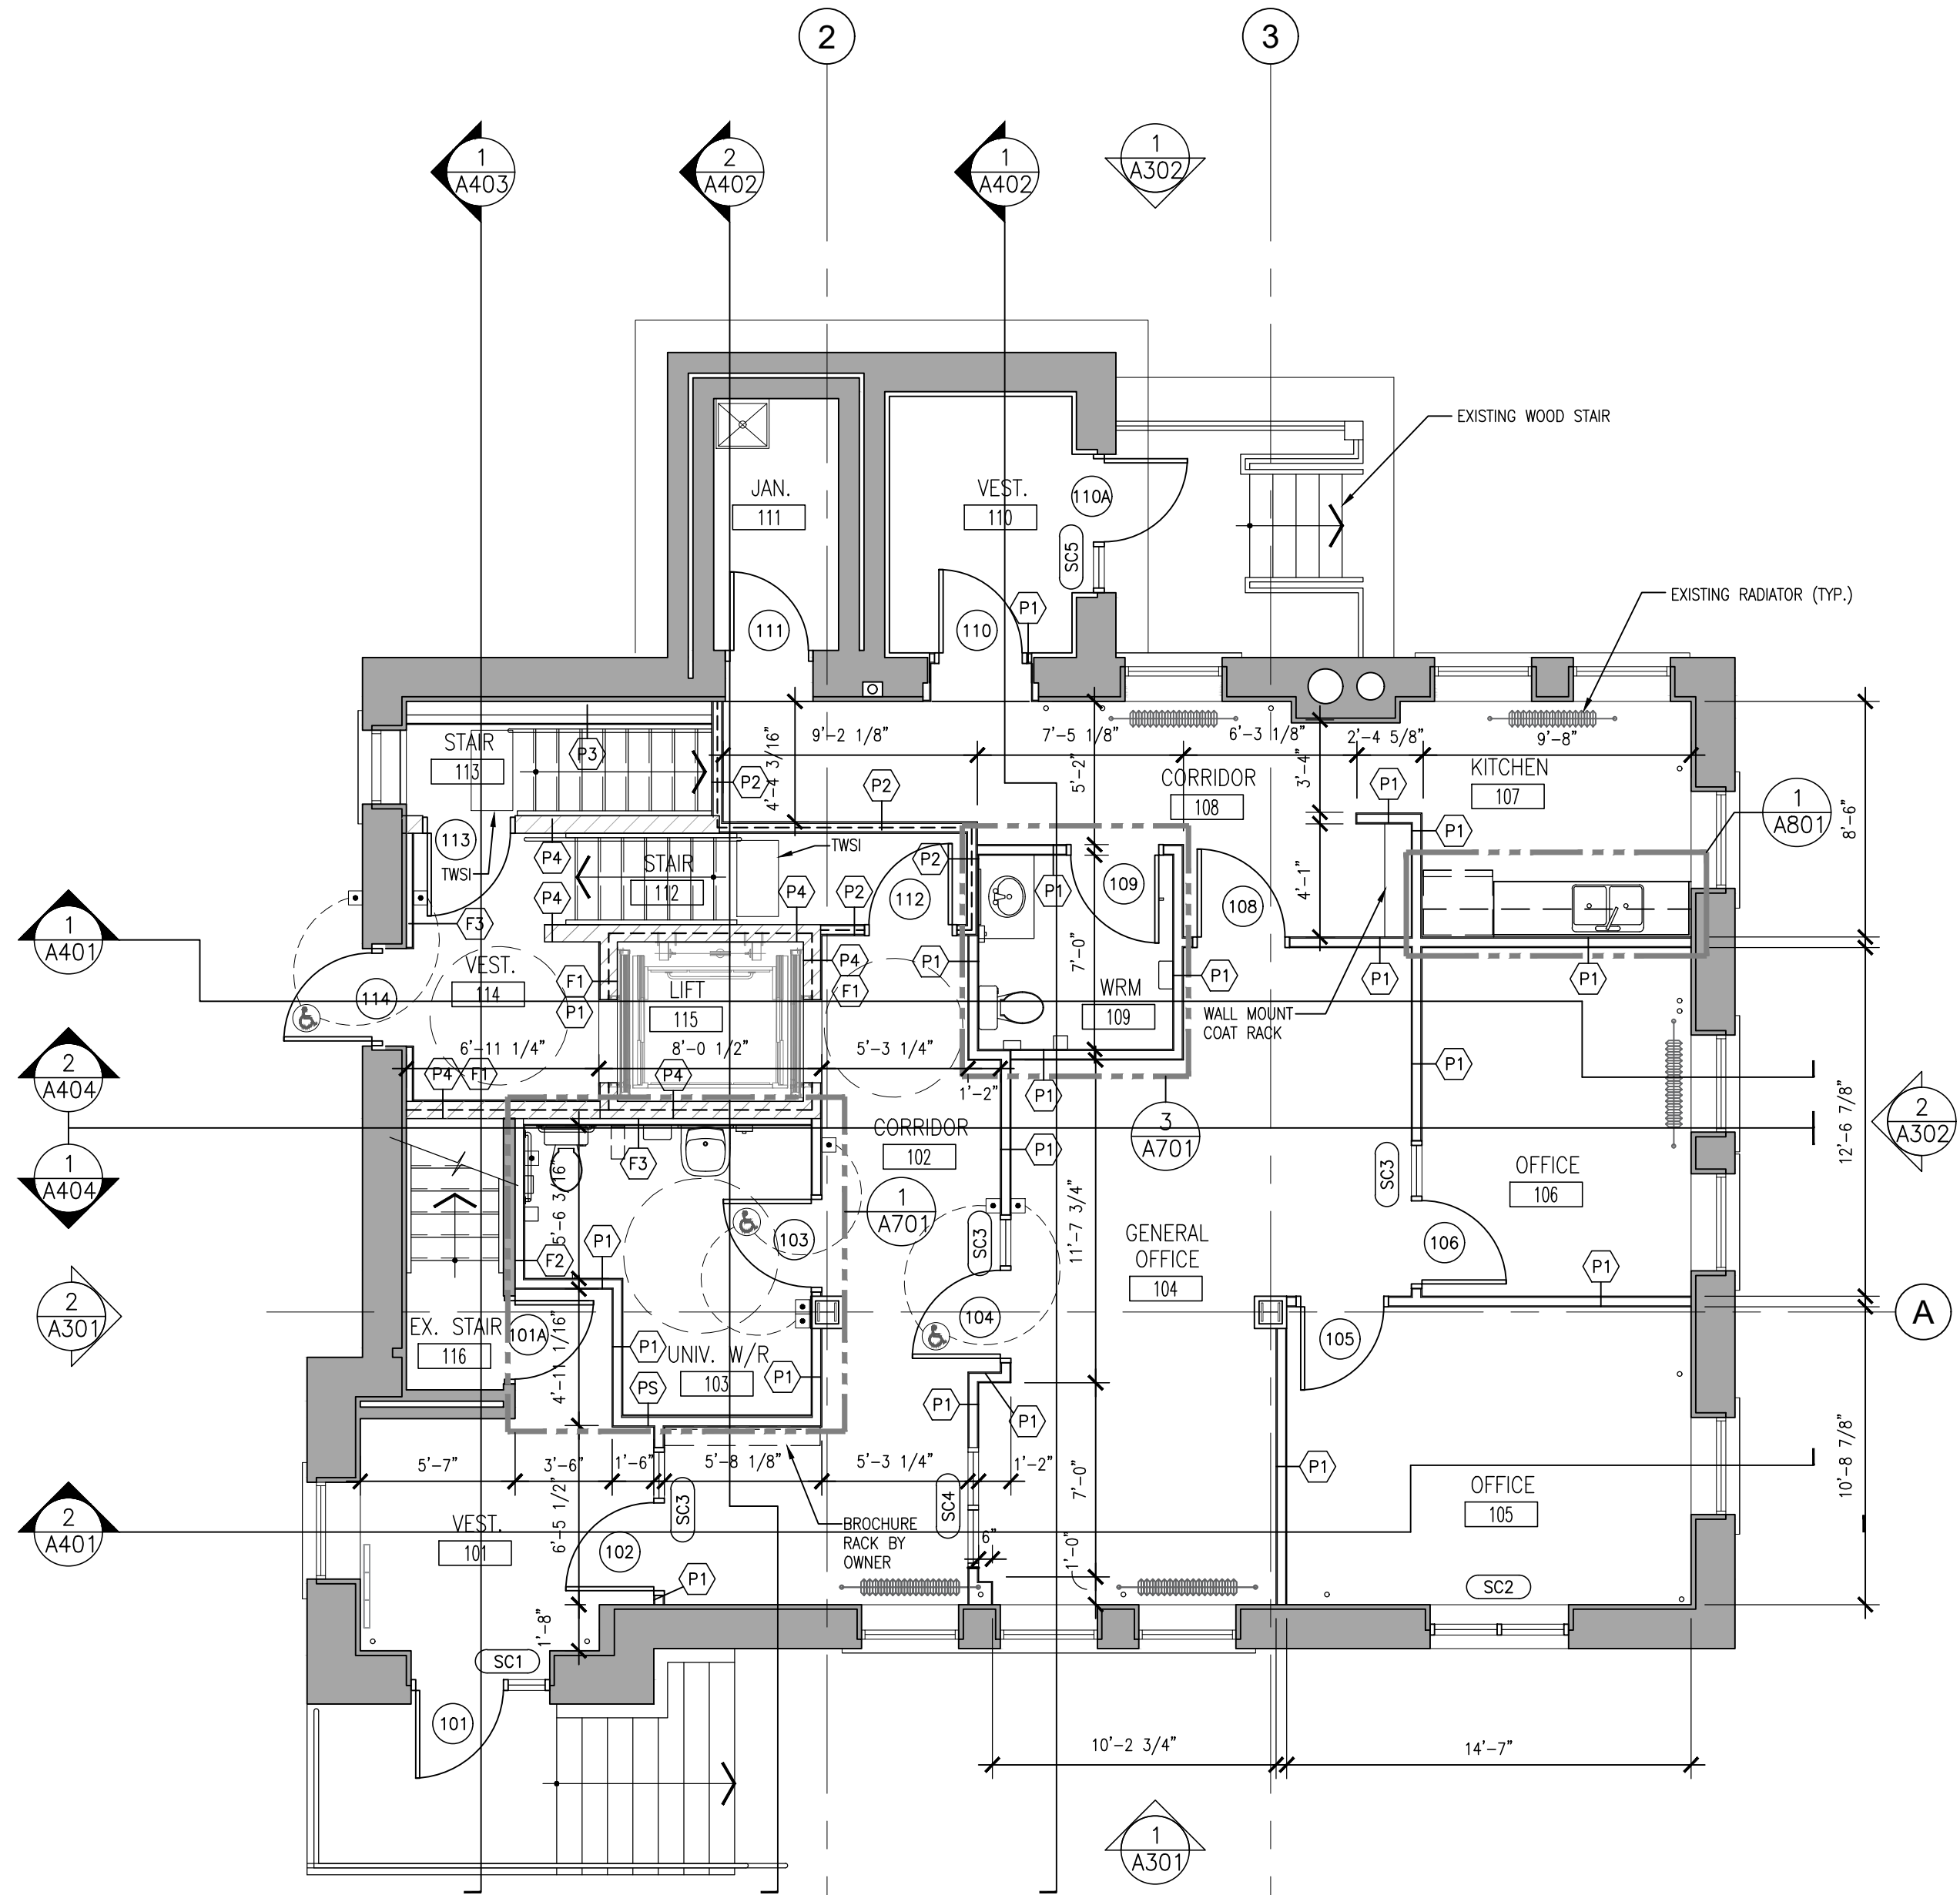 2
3
1
A403
2
A402
1
A402
1
A302
EXISTING WOOD STAIR
JAN.
111
VEST.
110
110A
SC5
EXISTING RADIATOR (TYP.)
P1
111
110
STAIR
113
P3
P2
4'-4 3/16"
9'-2 1/8"
P2
7'-5 1/8"
5'-2"
6'-3 1/8"
3'-4"
2'-4 5/8"
9'-8"
CORRIDOR
108
KITCHEN
107
P1
P1
1
A801
8'-6"
113
TWSI
P4
P4
STAIR
112
TWSI
P4
P2
P2
112
P1
109
108
4'-1"
1
A401
F3
114
VEST.
114
F1
P1
LIFT
115
P4
F1
P1
7'-0"
WRM
109
P1
WALL MOUNT
COAT RACK
P1
P1
2
A404
6'-11 1/4"
8'-0 1/2"
5'-3 1/4"
P4
F1
P4
1'-2"
P1
P1
12'-6 7/8"
2
A302
1
A404
F3
5'-6 3/16"
CORRIDOR
102
P1
3
A701
SC3
OFFICE
106
1
A701
103
P1
F2
SC3
11'-7 3/4"
GENERAL
OFFICE
104
106
P1
2
A301
EX. STAIR
116
101A
4'-11 1/16"
P1
UNIV. W/R
103
P1
PS
104
105
A
P1
P1
5'-7"
3'-6"
1'-6"
5'-8 1/8"
5'-3 1/4"
1'-2"
P1
10'-8 7/8"
2
A401
VEST.
101
6'-5 1/2"
102
SC3
BROCHURE
RACK BY
OWNER
SC4
6"
7'-0"
1'-0"
OFFICE
105
P1
SC2
1'-8"
SC1
101
10'-2 3/4"
14'-7"
1
A301